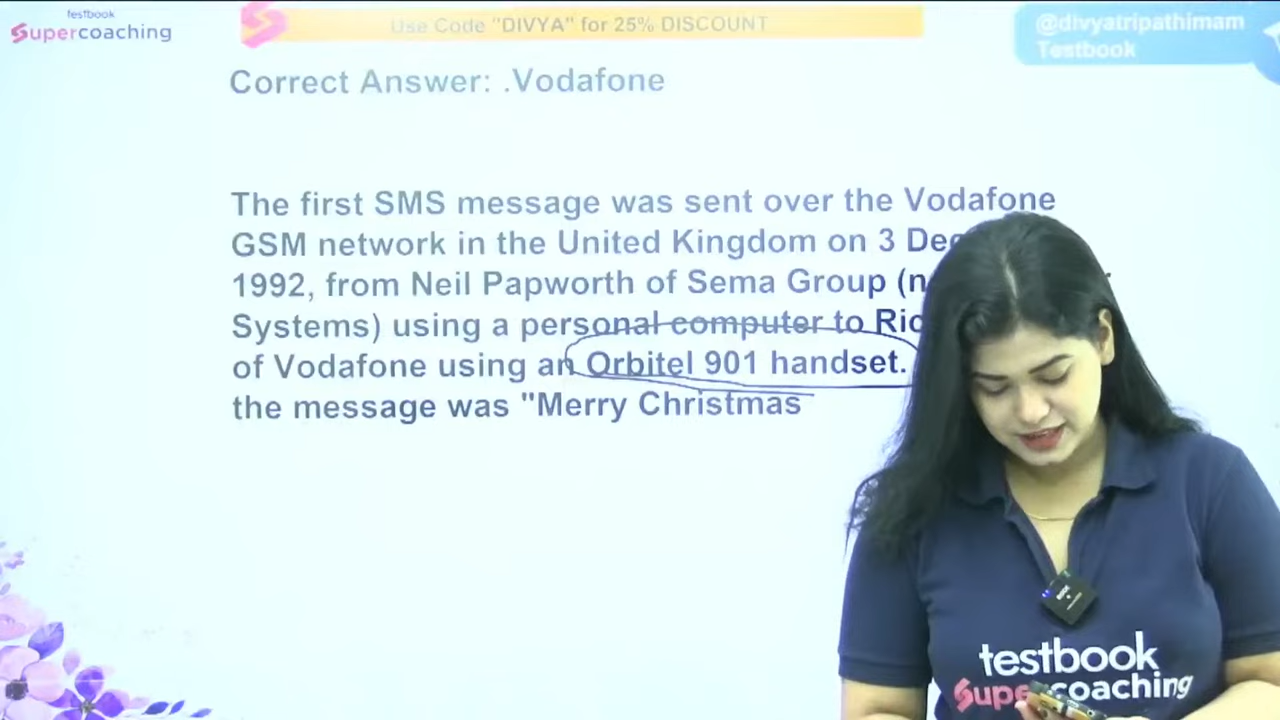 testbook
Supercoaching
Use Code "DIVYA" for 25% DISCOUNT
@divyatripathimam
Testbook
Correct Answer: .Vodafone
The first SMS message was sent over the Vodafone
GSM network in the United Kingdom on 3
1992, from Neil Papworth of Sema Group
Systems) using a personal computer to
of Vodafone using an Orbitel 901 handset.
the message was "Merry Christmas
testbook
Supercoaching